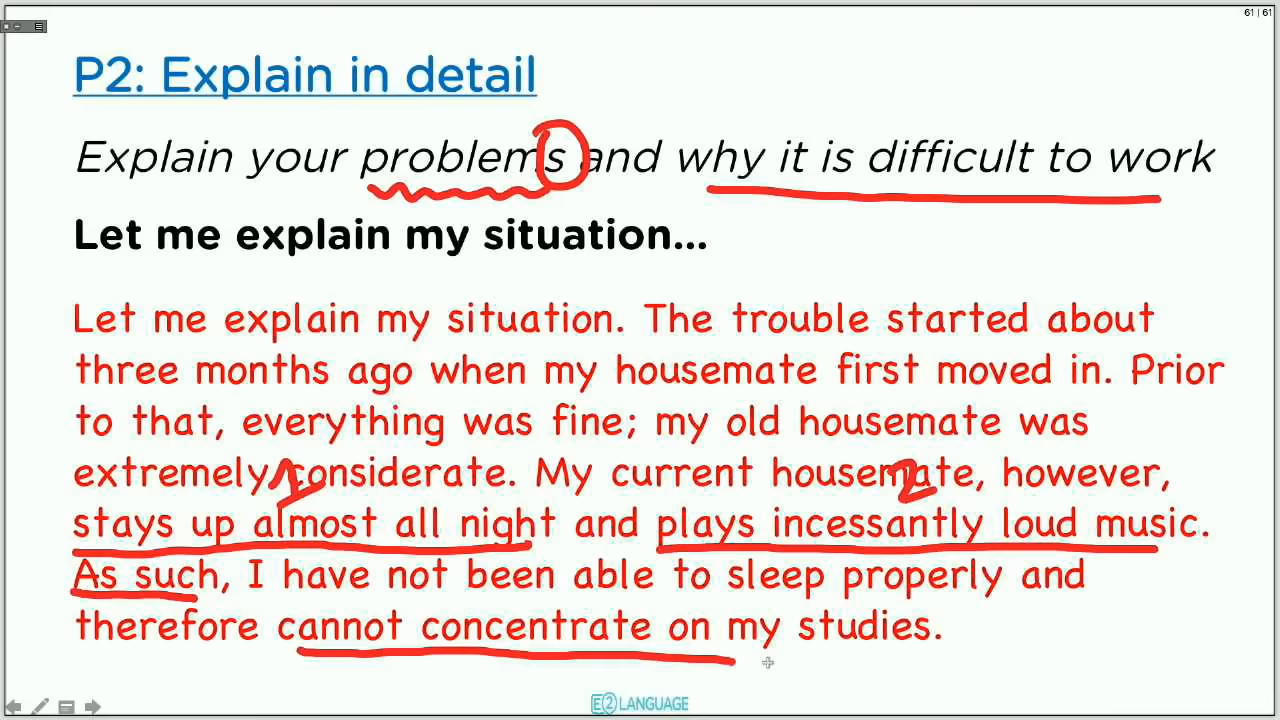 61 | 61
P2: Explain in detail
Explain your problems and why it is difficult to work
Let me explain my situation...
Let me explain my situation. The trouble started about
three months ago when my housemate first moved in. Prior
to that, everything was fine; my old housemate was
extremely considerate. My current housemate, however,
1 2
stays up almost all night and plays incessantly loud music.
As such, I have not been able to sleep properly and
therefore cannot concentrate on my studies.
E2 LANGUAGE